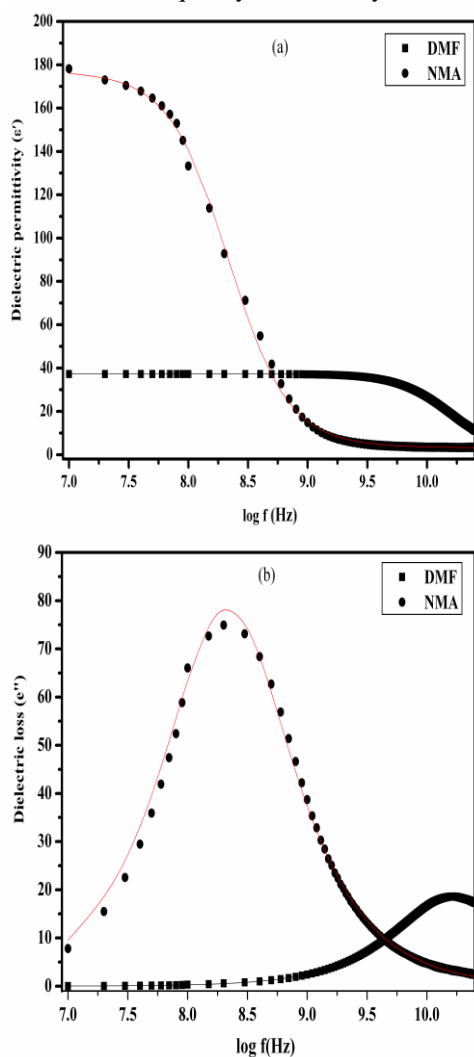 (a)
DMF
NMA
200
180
160
140
120
100
80
60
40
20
0
Dielectric permittivity (ε')
7.0 7.5 8.0 8.5 9.0 9.5 10.0
log f (Hz)
(b)
DMF
NMA
90
80
70
60
50
40
30
20
10
0
Dielectric loss (ε")
7.0 7.5 8.0 8.5 9.0 9.5 10.0
log f(Hz)